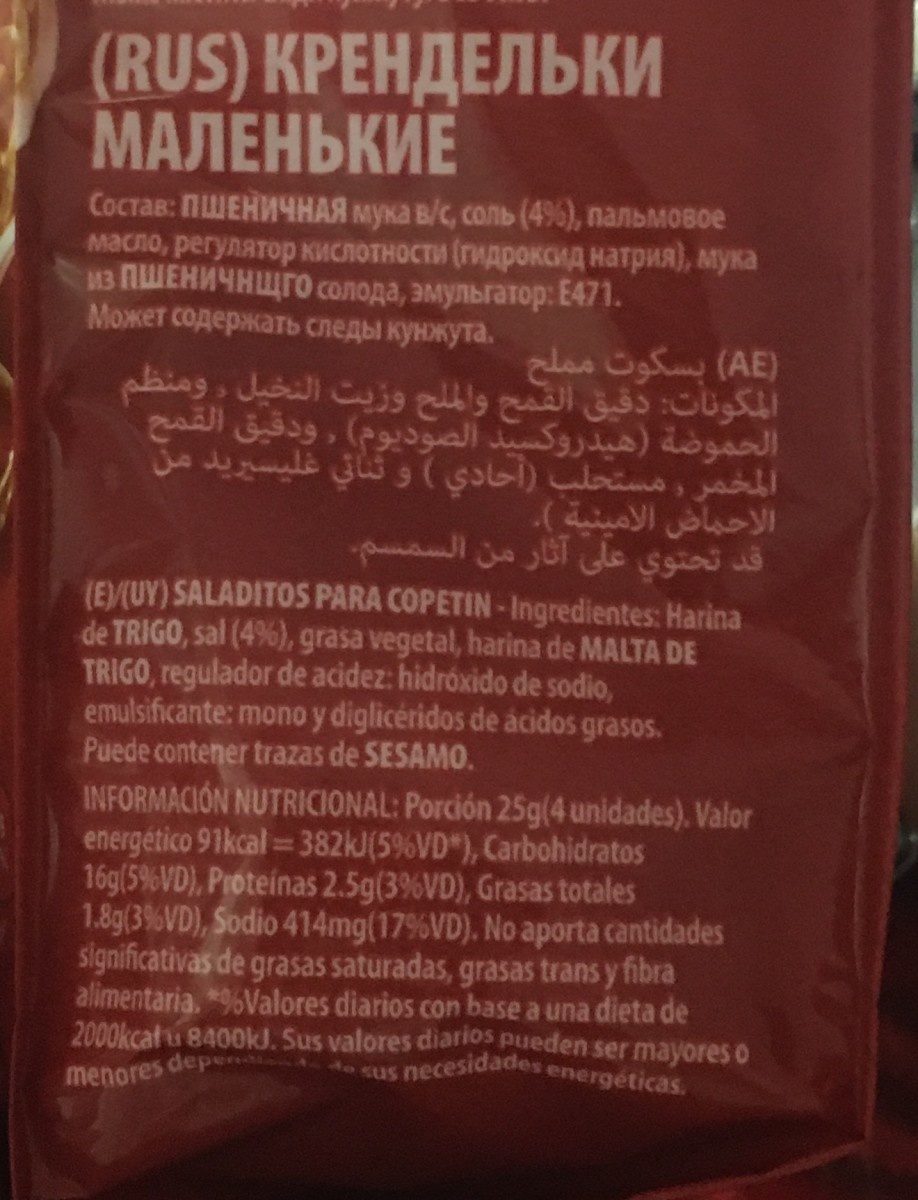 (RUS) КРЕНДЕЛЬКИ
МАЛЕНЬКИЕ
Состав: ПШЕНИЧНАЯ мука в/с, соль (4%), пальмовое
масло, регулятор кислотности (гидроксид натрия), мука
из ПШЕНИЧНЩГО солода, эмульгатор: Е471.
Может содержать следы кунжута.
(AE) بسكوت مملح
المكونات: دقيق القمح والملح وزيت النخيل , ومنظم
الحموضة (هيدروكسيد الصوديوم) , ودقيق القمح
المخمر , مستحلب (أحادي ) و ثنائي غليسيريد من
الاحماض الامينية ).
قد تحتوي على آثار من السمسم.
(E)/(UY) SALADITOS PARA COPETIN - Ingredientes: Harina
de TRIGO, sal (4%), grasa vegetal, harina de MALTA DE
TRIGO, regulador de acidez: hidróxido de sodio,
emulsificante: mono y diglicéridos de ácidos grasos.
Puede contener trazas de SESAMO.
INFORMACIÓN NUTRICIONAL: Porción 25g(4 unidades). Valor
energético 91kcal = 382kJ(5%VD*), Carbohidratos
16g(5%VD), Proteínas 2.5g(3%VD), Grasas totales
1.8g(3%VD), Sodio 414mg(17%VD). No aporta cantidades
significativas de grasas saturadas, grasas trans y fibra
alimentaria. *%Valores diarios con base a una dieta de
2000kcal u 8400kJ. Sus valores diarios pueden ser mayores o
menores de sus necesidades energéticas.